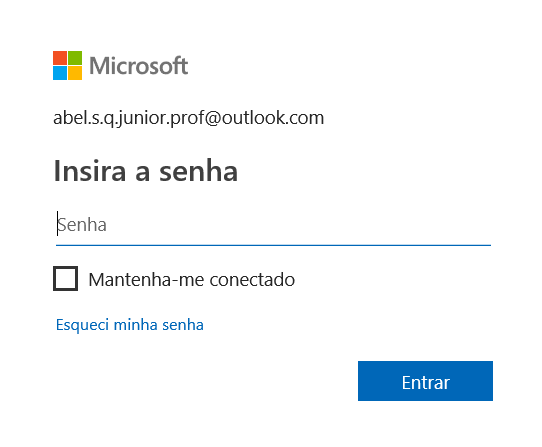 Microsoft
abel.s.q.junior.prof@outlook.com
Insira a senha
Senha
Mantenha-me conectado
Esqueci minha senha
Entrar